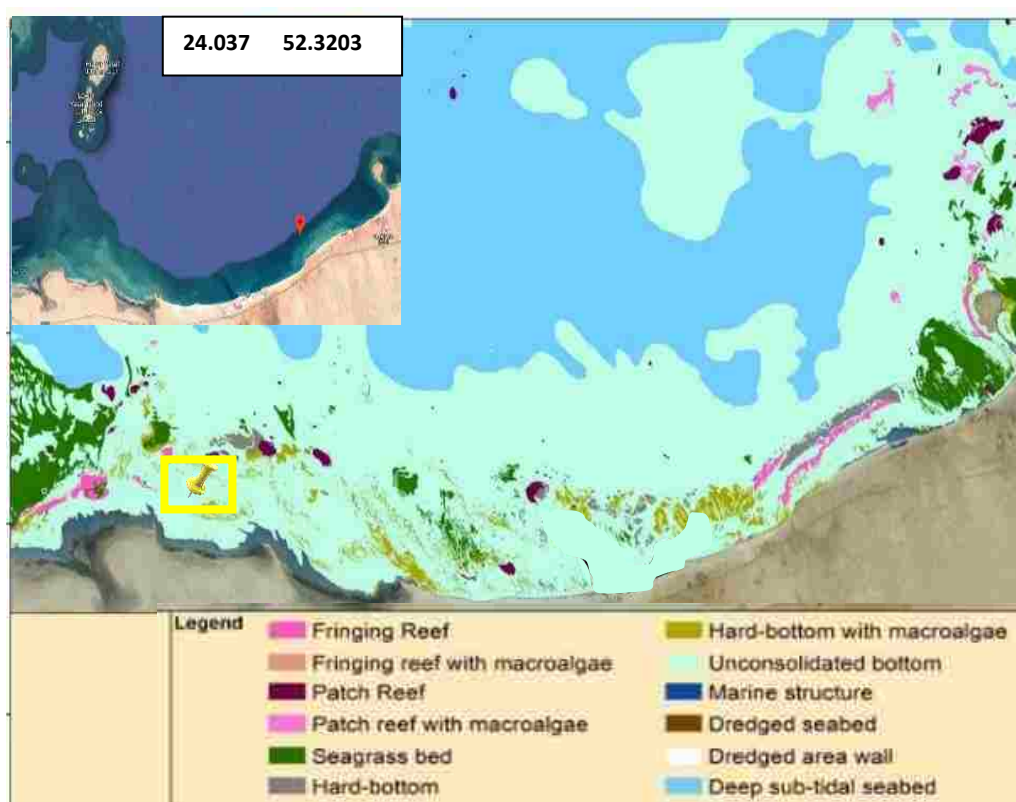 24.037 52.3203
Legend
Fringing Reef
Fringing reef with macroalgae
Patch Reef
Patch reef with macroalgae
Seagrass bed
Hard-bottom
Hard-bottom with macroalgae
Unconsolidated bottom
Marine structure
Dredged seabed
Dredged area wall
Deep sub-tidal seabed